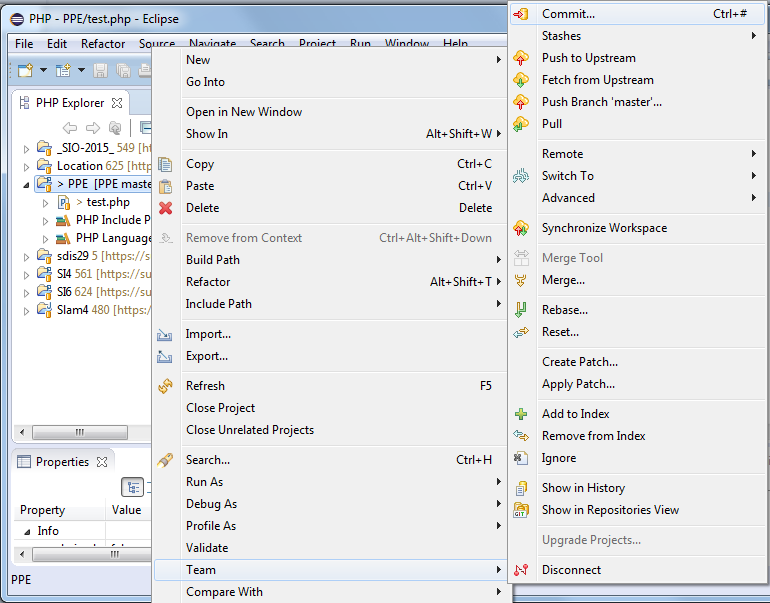 PHP - PPE/test.php - Eclipse
File Edit Refactor Source Navigate Search Project Run Window Help
PHP Explorer
_SIO-2015_ 549 [ht
Location 625 [http
> PPE [PPE maste
> test.php
PHP Include P
PHP Language
sdis29 5 [https://su
SI4 561 [https://su
SI6 624 [https://su
Slam4 480 [https:/
Properties
Property Value
Info
PPE
New
Go Into
Open in New Window
Show In Alt+Shift+W
Copy Ctrl+C
Paste Ctrl+V
Delete Delete
Remove from Context Ctrl+Alt+Shift+Down
Build Path
Refactor Alt+Shift+T
Include Path
Import...
Export...
Refresh F5
Close Project
Close Unrelated Projects
Search... Ctrl+H
Run As
Debug As
Profile As
Validate
Team
Compare With
Commit... Ctrl+#
Stashes
Push to Upstream
Fetch from Upstream
Push Branch 'master'...
Pull
Remote
Switch To
Advanced
Synchronize Workspace
Merge Tool
Merge...
Rebase...
Reset...
Create Patch...
Apply Patch...
Add to Index
Remove from Index
Ignore
Show in History
GIT
Show in Repositories View
Upgrade Projects...
Disconnect